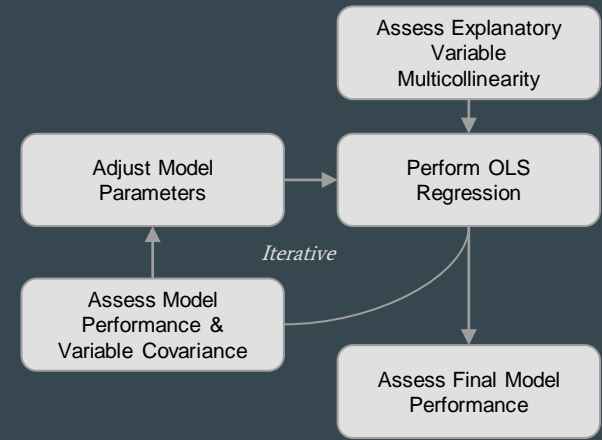 Assess Explanatory
Variable
Multicollinearity
Adjust Model
Parameters
Perform OLS
Regression
Iterative
Assess Model
Performance &
Variable Covariance
Assess Final Model
Performance